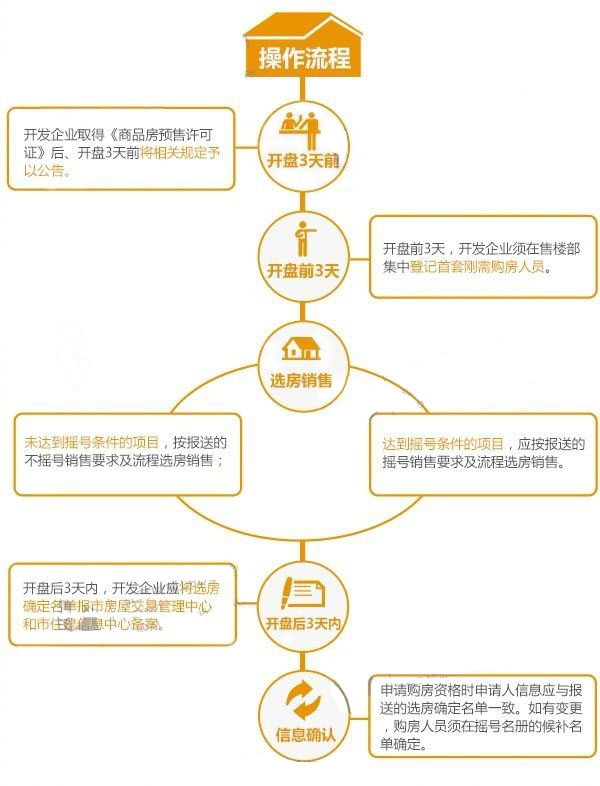 操作流程
开发企业取得《商品房预售许可
证》后、开盘3天前将相关规定予
以公告。
开盘3天前
开盘前3天
开盘前3天，开发企业须在售楼部
集中登记首套刚需购房人员。
选房销售
未达到摇号条件的项目，按报送的
不摇号销售要求及流程选房销售；
达到摇号条件的项目，应按报送的
摇号销售要求及流程选房销售。
开盘后3天内，开发企业应将选房
确定名单报市房屋交易管理中心
和市住建信息中心备案。
开盘后3天内
信息确认
申请购房资格时申请人信息应与报
送的选房确定名单一致。如有变更
，购房人员须在摇号名册的候补名
单确定。